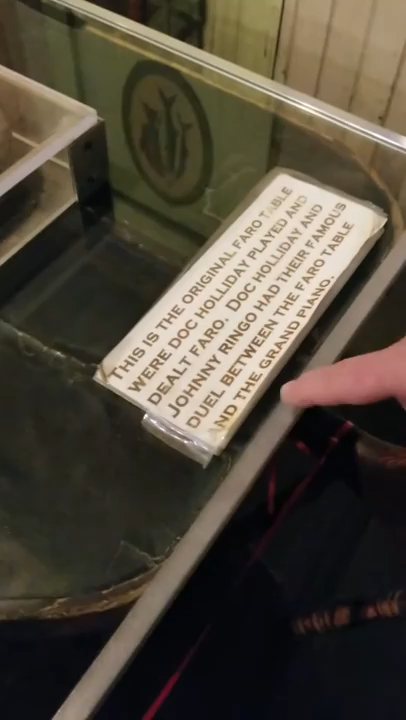 THIS IS THE ORIGINAL FARO TABLE
WERE DOC HOLLIDAY PLAYED AND
DEALT FARO. DOC HOLLIDAY AND
JOHNNY RINGO HAD THEIR FAMOUS
DUEL BETWEEN THE FARO TABLE
AND THE GRAND PIANO.